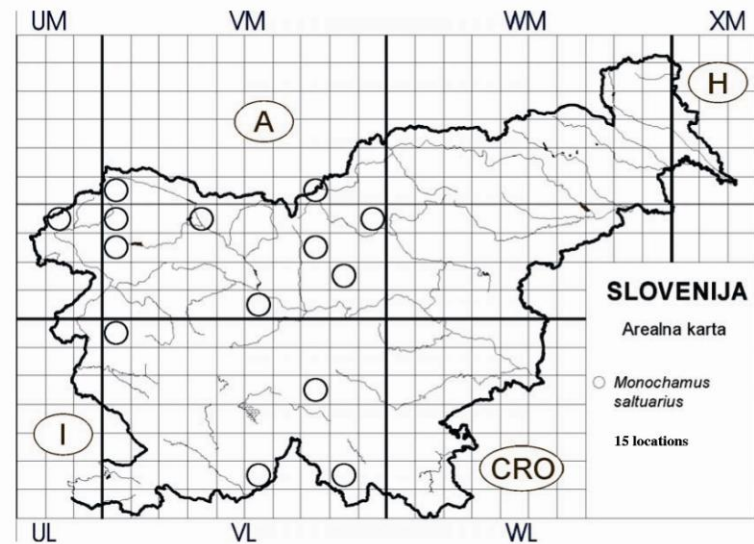 UM VM WM XM
H
A
SLOVENIJA
Arealna karta
Monochamus
saltuarius
15 locations
I
CRO
UL VL WL